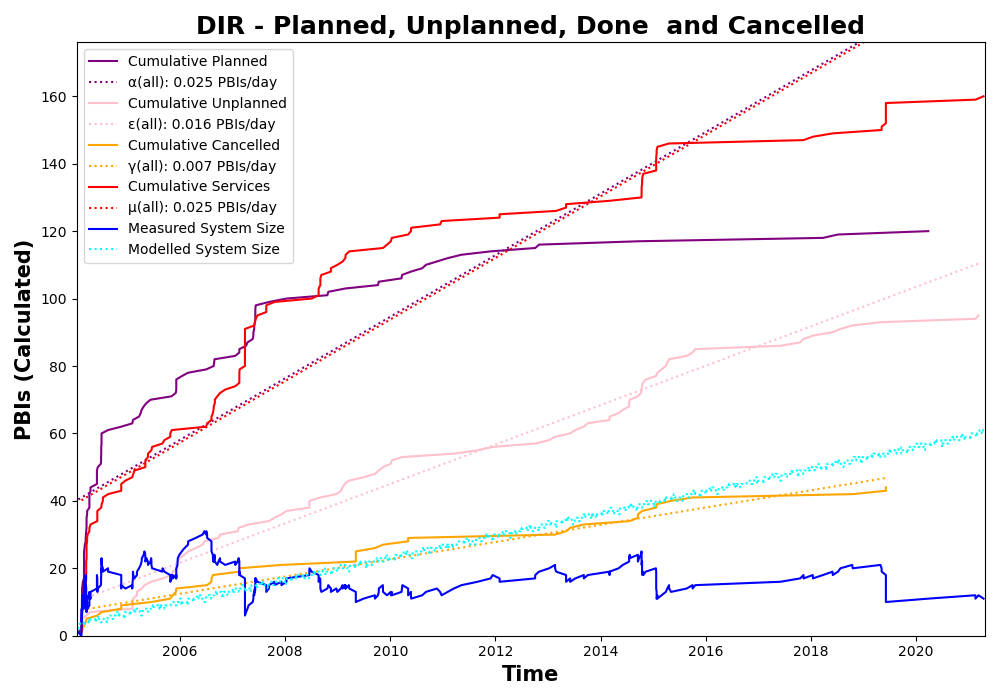 DIR - Planned, Unplanned, Done  and Cancelled
Cumulative Planned
α(all): 0.025 PBIs/day
Cumulative Unplanned
ε(all): 0.016 PBIs/day
Cumulative Cancelled
γ(all): 0.007 PBIs/day
Cumulative Services
μ(all): 0.025 PBIs/day
Measured System Size
Modelled System Size
PBIs (Calculated)
160
140
120
100
80
60
40
20
0
2006 2008 2010 2012 2014 2016 2018 2020
Time